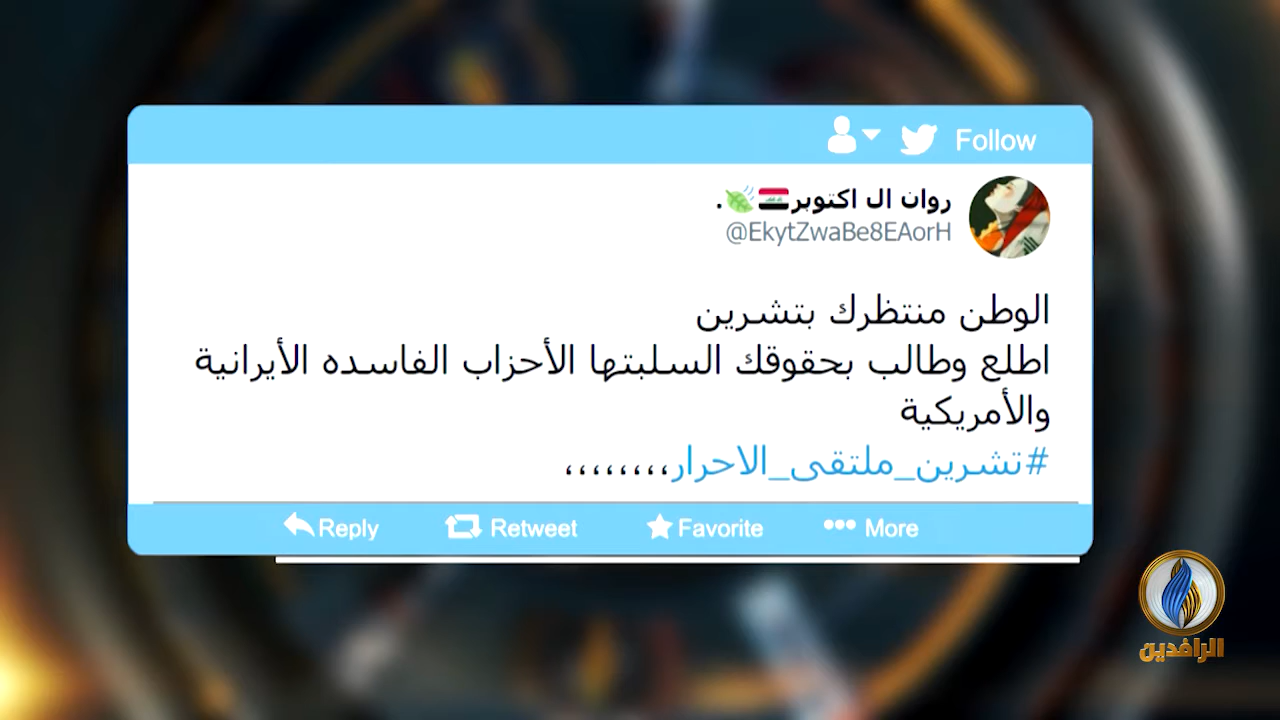 Follow
روان ال اكتوبر🇮🇶🍃.
@EkytZwaBe8EAorH
الوطن منتظرك بتشرين
اطلع وطالب بحقوقك السلبتها الأحزاب الفاسده الأيرانية
والأمريكية
#تشرين_ملتقى_الاحرار،،،،،،،،
Reply Retweet Favorite More
الرافدين